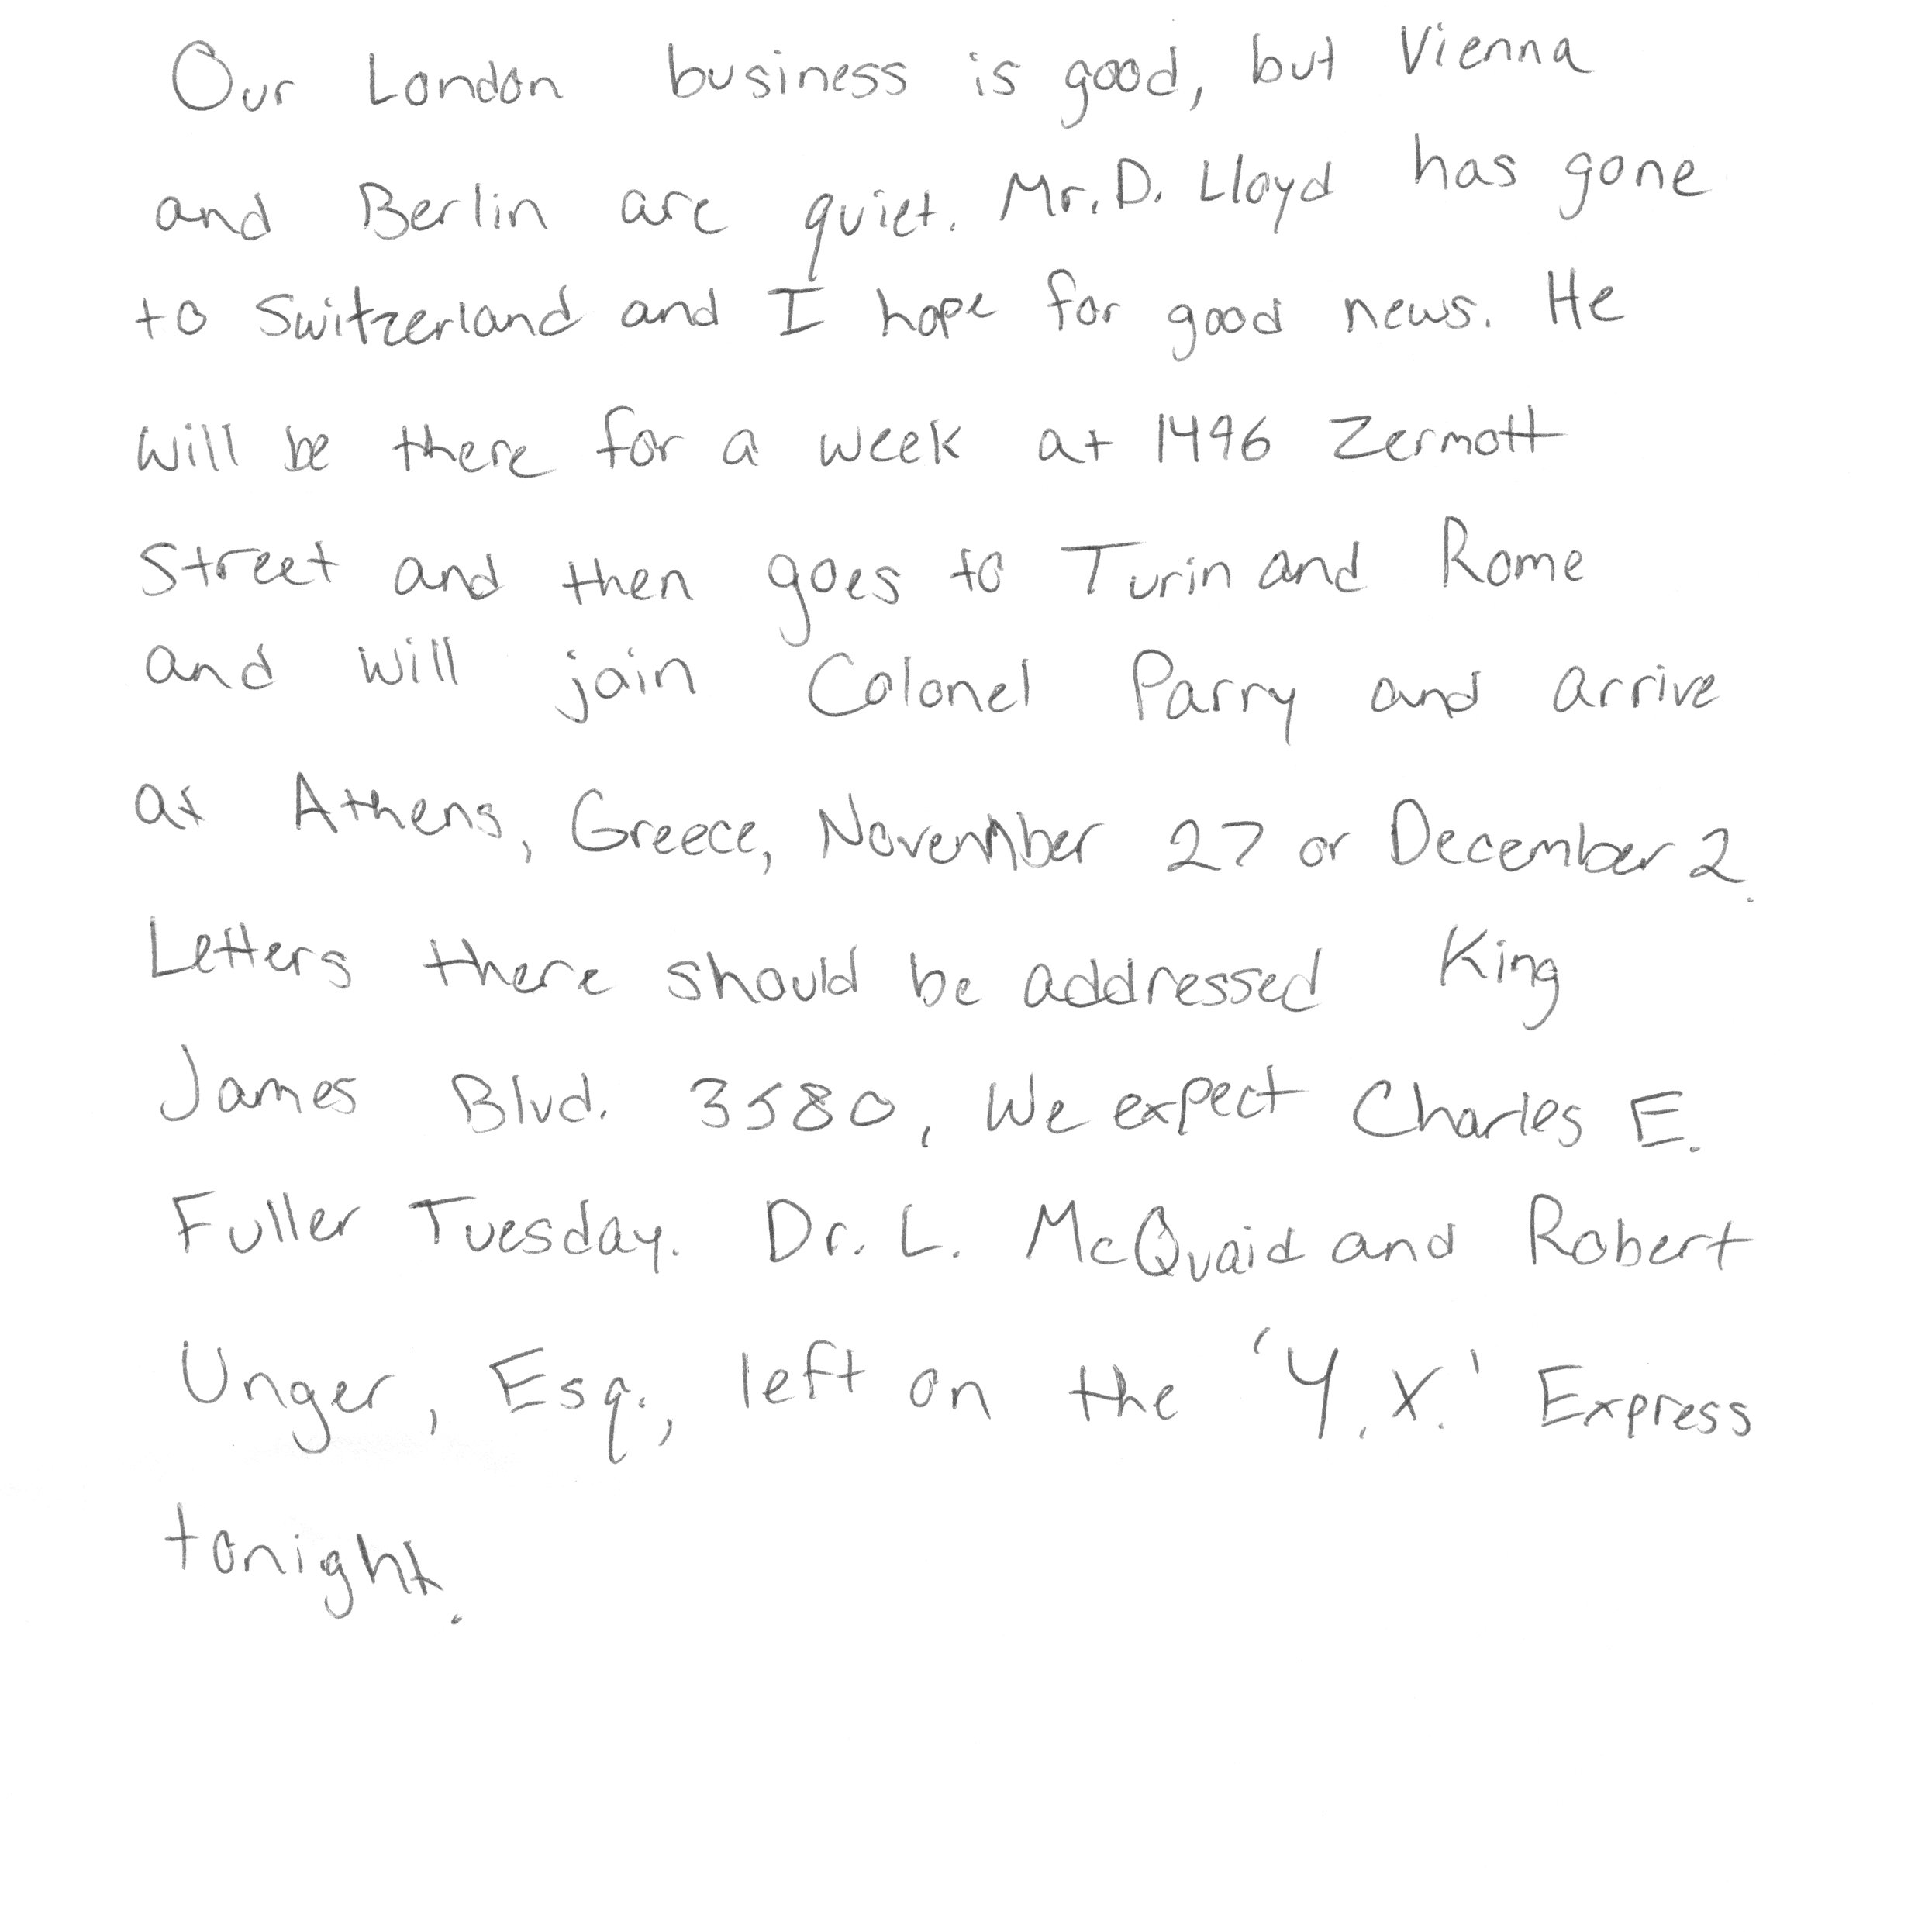 Our London business is good, but Vienna
and Berlin are quiet. Mr. D. Lloyd has gone
to Switzerland and I hope for good news. He
will be there for a week at 1496 Zermott
Street and then goes to Turin and Rome
and will join Colonel Parry and arrive
at Athens, Greece, November 27 or December 2.
Letters there should be addressed King
James Blvd. 3580. We expect Charles E.
Fuller Tuesday. Dr. L. McQuaid and Robert
Unger, Esq., left on the 'Y.X.' Express
tonight.